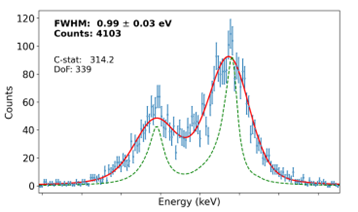 FWHM: 0.99 ± 0.03 eV
Counts: 4103
C-stat: 314.2
DoF: 339
120
100
80
60
40
20
0
Counts
Energy (keV)